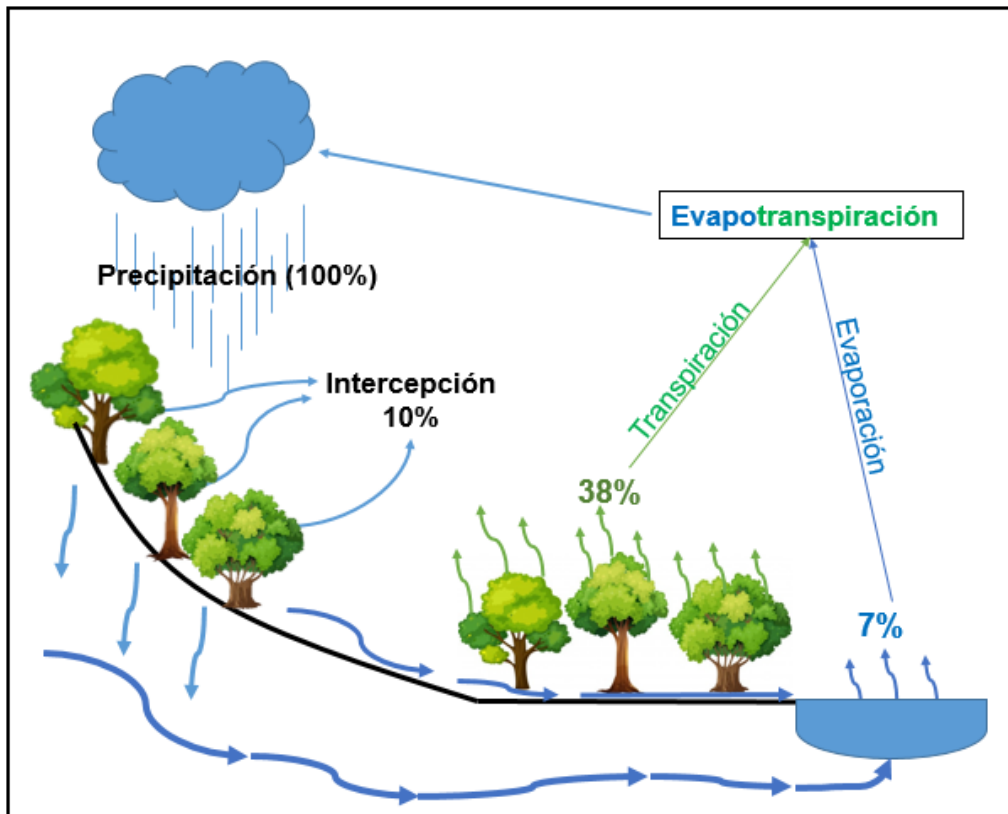 Evapotranspiración
Precipitación (100%)
Intercepción
10%
Transpiración
Evaporación
38%
7%